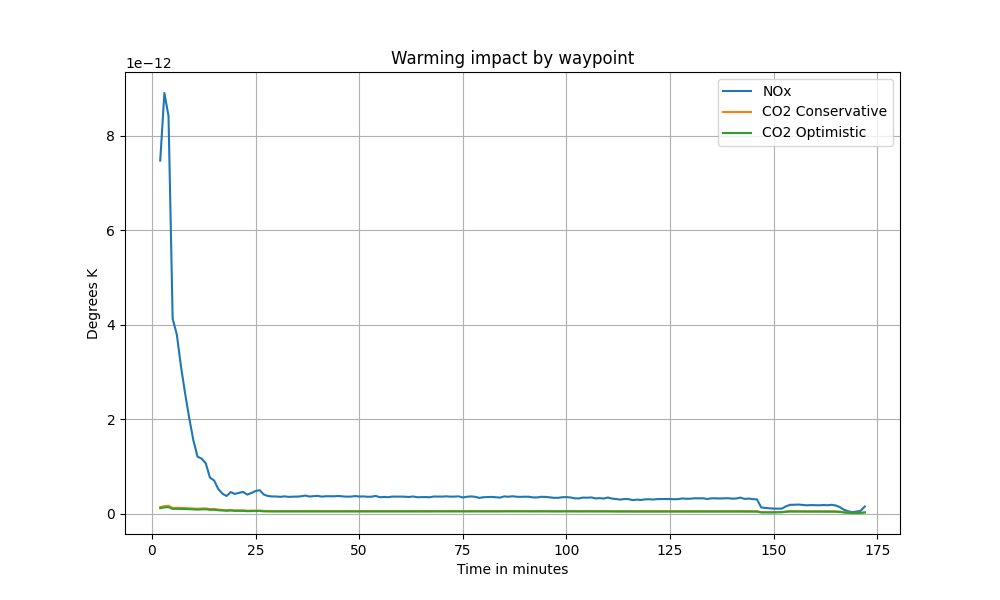 Warming impact by waypoint
1e−12
NOx
CO2 Conservative
CO2 Optimistic
8
6
4
2
0
Degrees K
0 25 50 75 100 125 150 175
Time in minutes